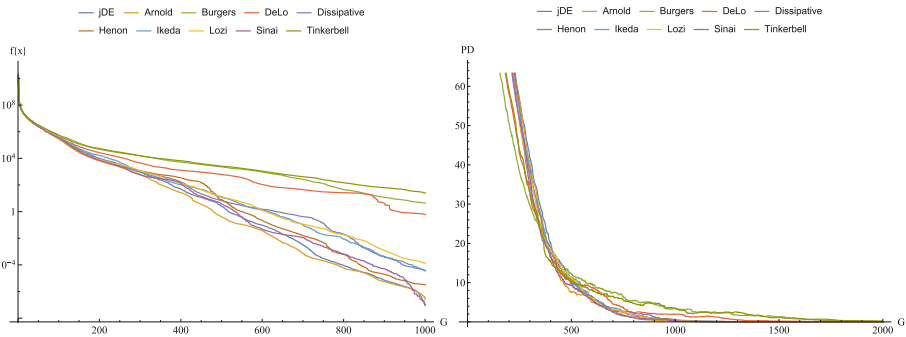 jDE Arnold Burgers DeLo Dissipative
Henon Ikeda Lozi Sinai Tinkerbell
f{x}
10^8
10^4
1
0^-4
200 400 600 800 1000 G
jDE Arnold Burgers DeLo Dissipative
Henon Ikeda Lozi Sinai Tinkerbell
PD
60
50
40
30
20
10
500 1000 1500 2000 G